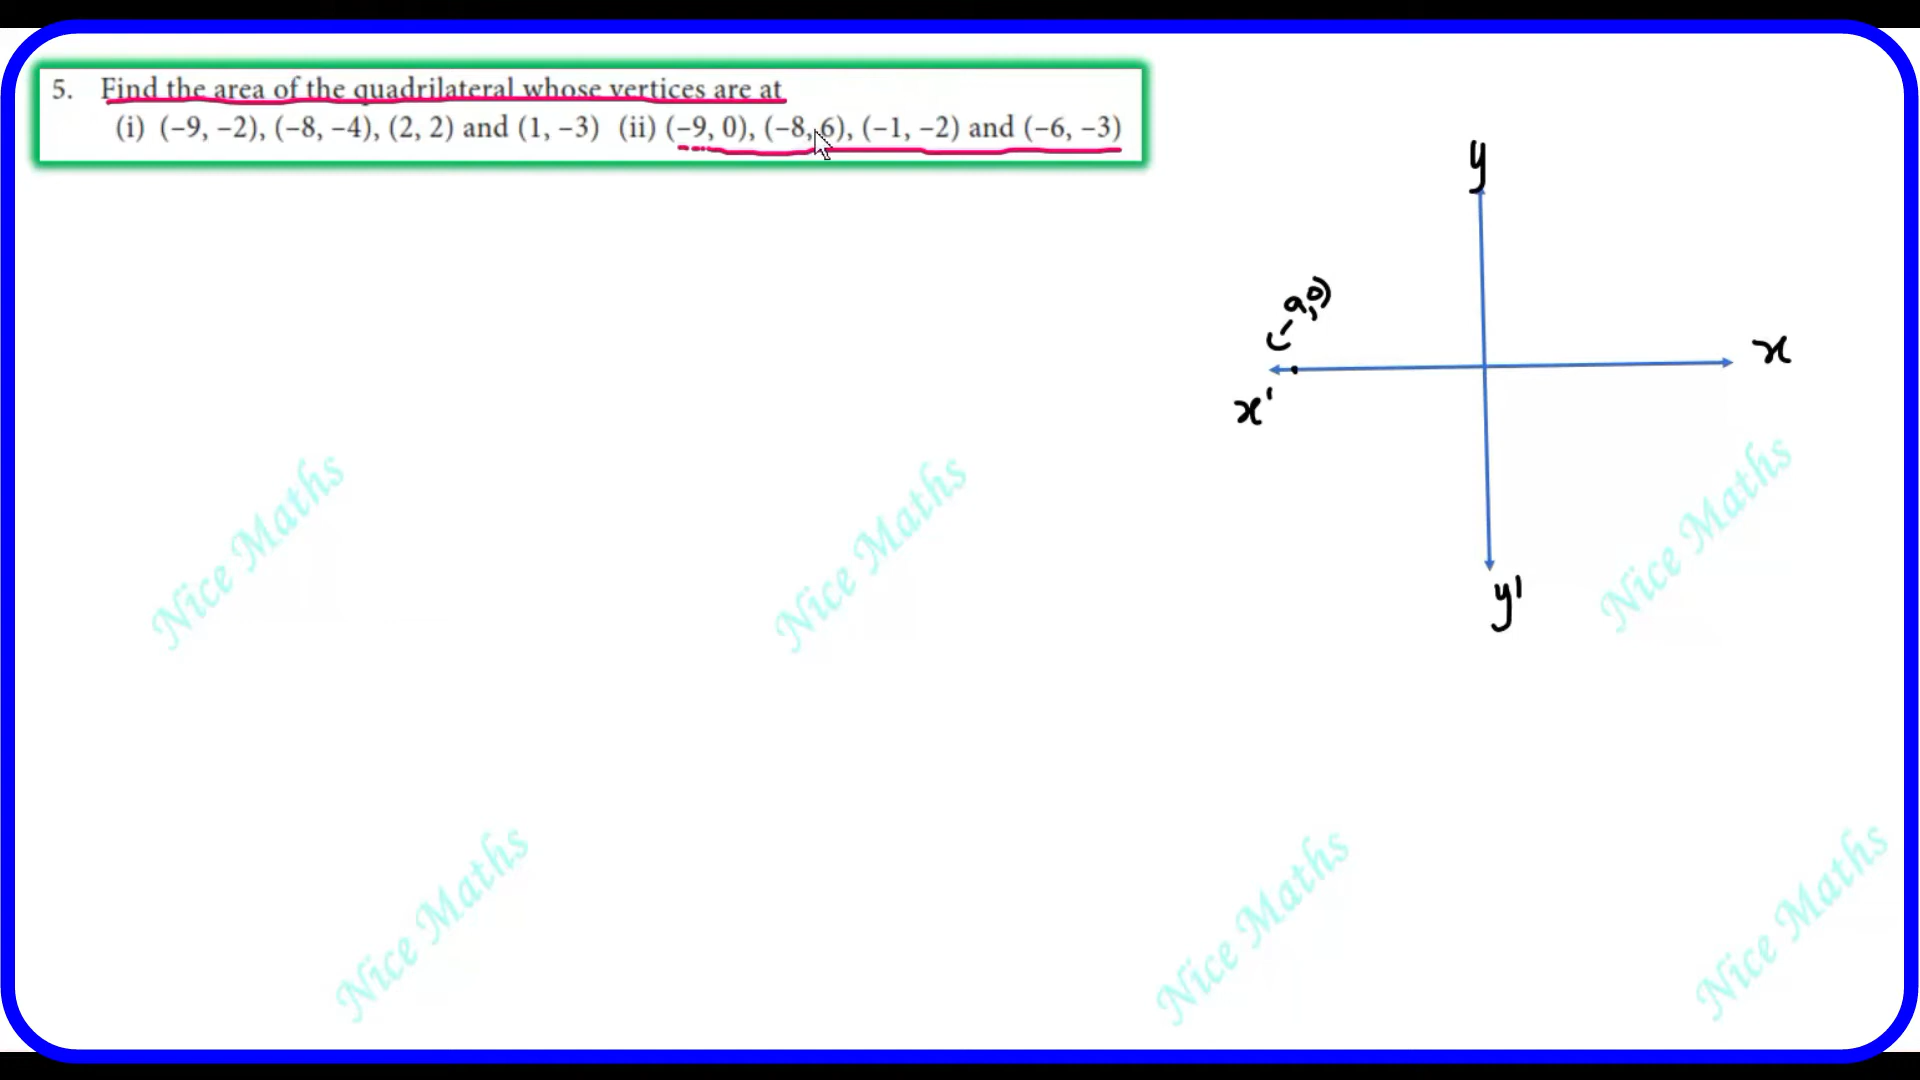 5. Find the area of the quadrilateral whose vertices are at
(i) (−9, −2), (−8, −4), (2, 2) and (1, −3) (ii) (−9, 0), (−8, 6), (−1, −2) and (−6, −3)
y
(-9,0)
x
x'
y'
Nice Maths
Nice Maths
Nice Maths
Nice Maths
Nice Maths
Nice Maths